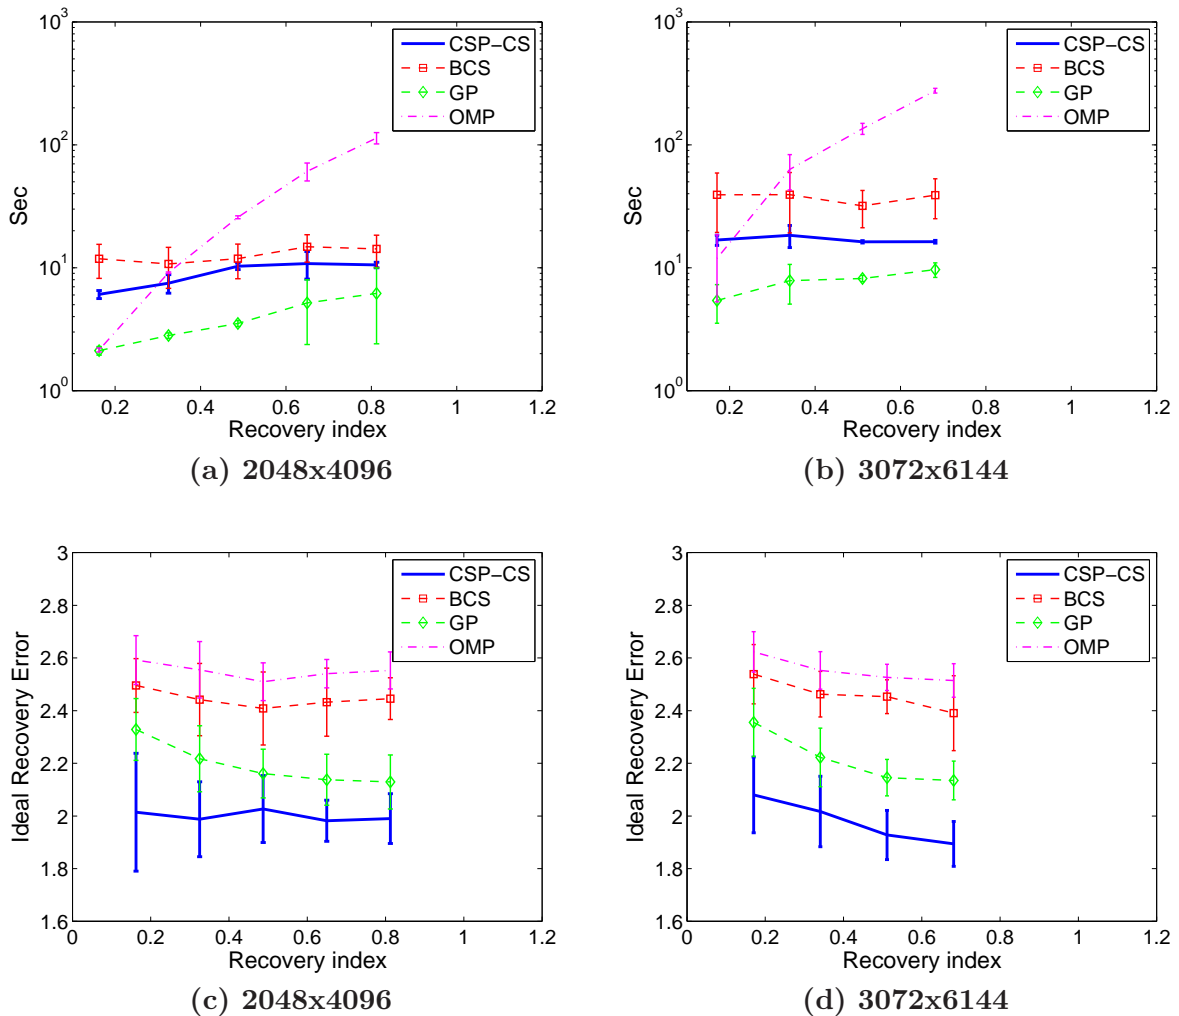 10^3
10^2
10^1
10^0
Sec
0.2 0.4 0.6 0.8 1 1.2
Recovery index
CSP−CS
BCS
GP
OMP
(a) 2048x4096
10^3
10^2
10^1
10^0
Sec
0.2 0.4 0.6 0.8 1 1.2
Recovery index
CSP−CS
BCS
GP
OMP
(b) 3072x6144
3
2.8
2.6
2.4
2.2
2
1.8
1.6
Ideal Recovery Error
0 0.2 0.4 0.6 0.8 1 1.2
Recovery index
CSP−CS
BCS
GP
OMP
(c) 2048x4096
3
2.8
2.6
2.4
2.2
2
1.8
1.6
Ideal Recovery Error
0 0.2 0.4 0.6 0.8 1 1.2
Recovery index
CSP−CS
BCS
GP
OMP
(d) 3072x6144